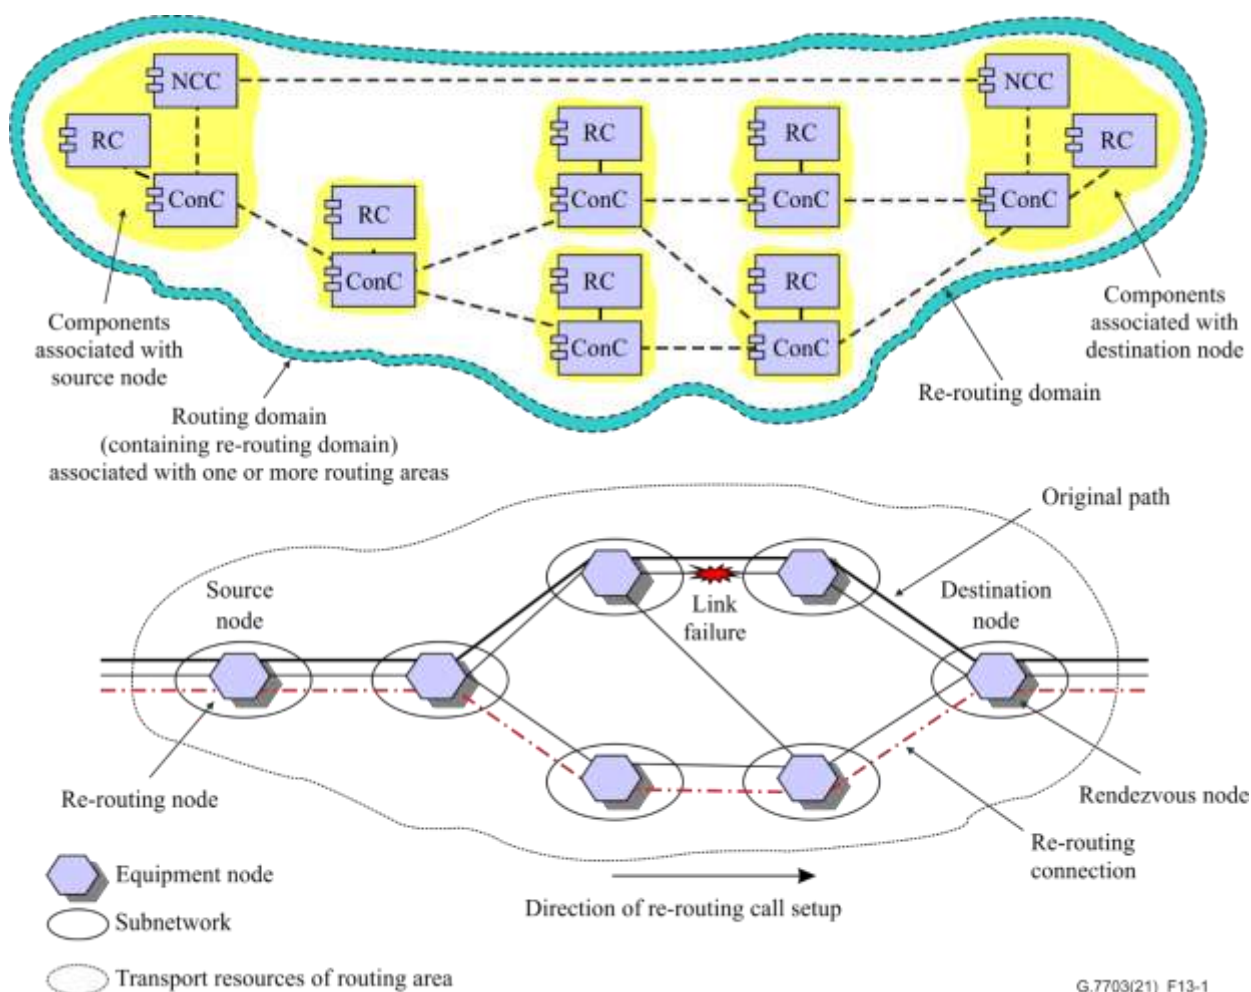 NCC
NCC
RC
RC
RC
RC
ConC
RC
ConC
ConC
ConC
ConC
RC
RC
ConC
ConC
ConC
Components
associated with
source node
Components
associated with
destination node
Re-routing domain
Routing domain
(containing re-routing domain)
associated with one or more routing areas
Original path
Source
node
Link
failure
Destination
node
Re-routing node
Rendezvous node
Re-routing
connection
Equipment node
Direction of re-routing call setup
Subnetwork
Transport resources of routing area
G.7703(21)_F13-1